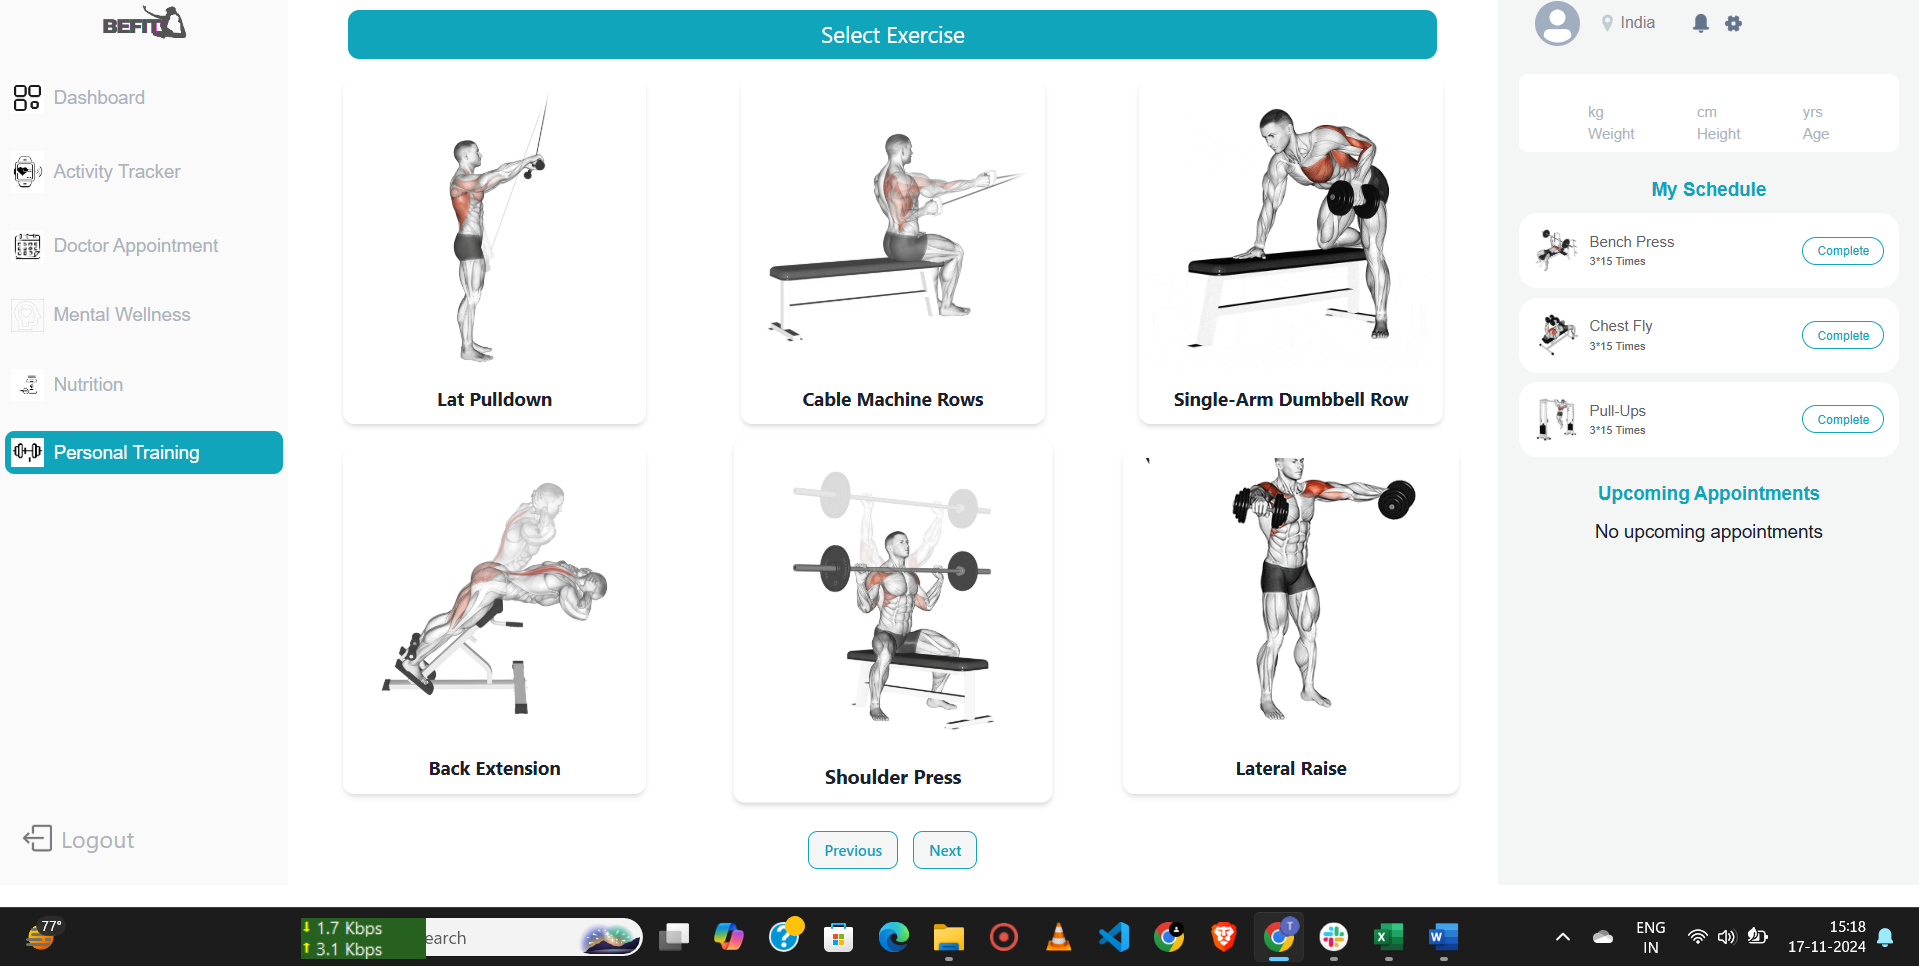 BEFIT
Dashboard
Activity Tracker
Doctor Appointment
Mental Wellness
Nutrition
Personal Training
Logout
Select Exercise
Lat Pulldown
Cable Machine Rows
Single-Arm Dumbbell Row
Back Extension
Shoulder Press
Lateral Raise
Previous
Next
India
kg
Weight
cm
Height
yrs
Age
My Schedule
Bench Press
3*15 Times
Complete
Chest Fly
3*15 Times
Complete
Pull-Ups
3*15 Times
Complete
Upcoming Appointments
No upcoming appointments
77°
1.7 Kbps
3.1 Kbps
earch
T
ENG
IN
15:18
17-11-2024